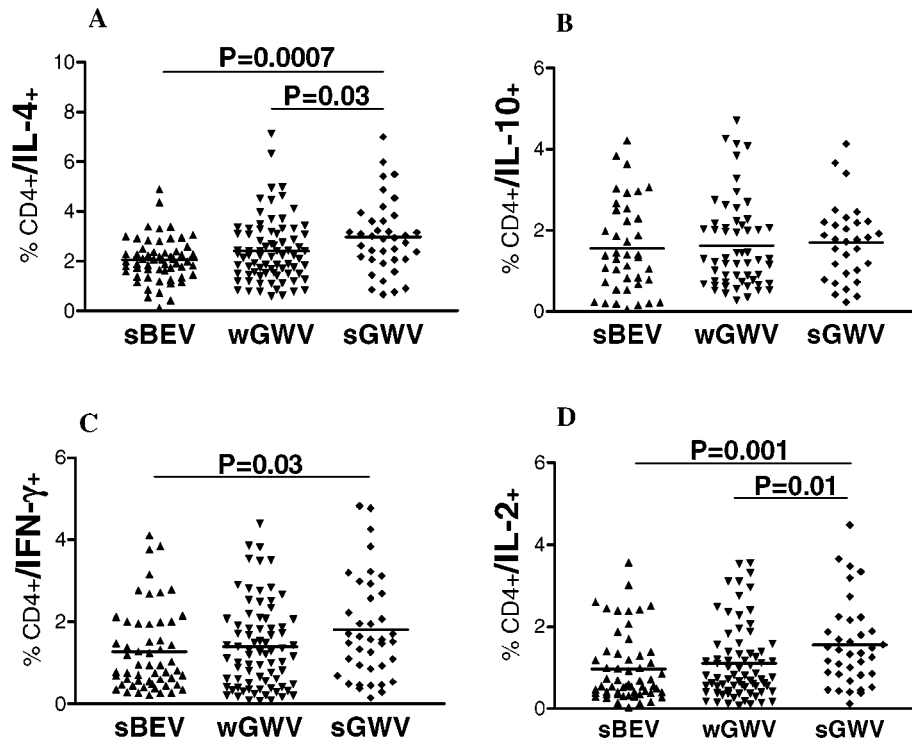 A
P=0.0007
P=0.03
% CD4+/IL-4+
10
8
6
4
2
0
sBEV wGWV sGWV
B
% CD4+/IL-10+
6
4
2
0
sBEV wGWV sGWV
C
P=0.03
% CD4+/IFN-γ+
6
4
2
0
sBEV wGWV sGWV
D
P=0.001
P=0.01
% CD4+/IL-2+
6
4
2
0
sBEV wGWV sGWV